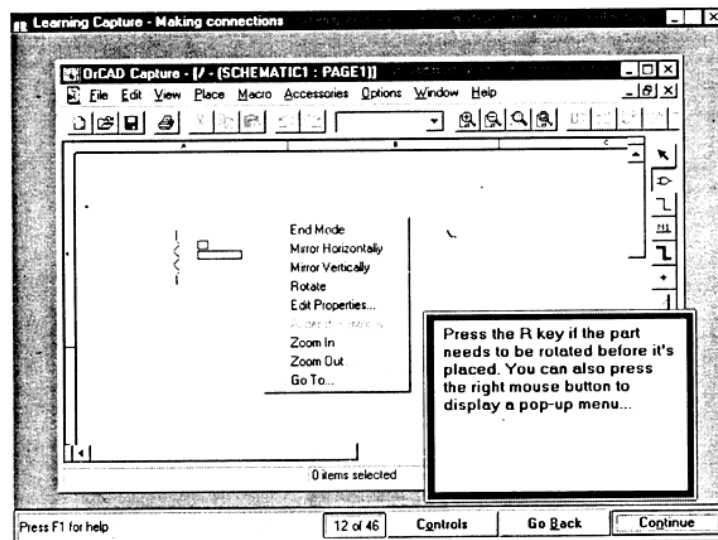 Learning Capture - Making connections
OrCAD Capture - [/ - (SCHEMATIC1 : PAGE1)]
File Edit View Place Macro Accessories Options Window Help
A B C
End Mode
Mirror Horizontally
Mirror Vertically
Rotate
Edit Properties...
Zoom In
Zoom Out
Go To...
Press the R key if the part
needs to be rotated before it's
placed. You can also press
the right mouse button to
display a pop-up menu...
0 items selected
Press F1 for help 12 of 46 Controls Go Back Continue